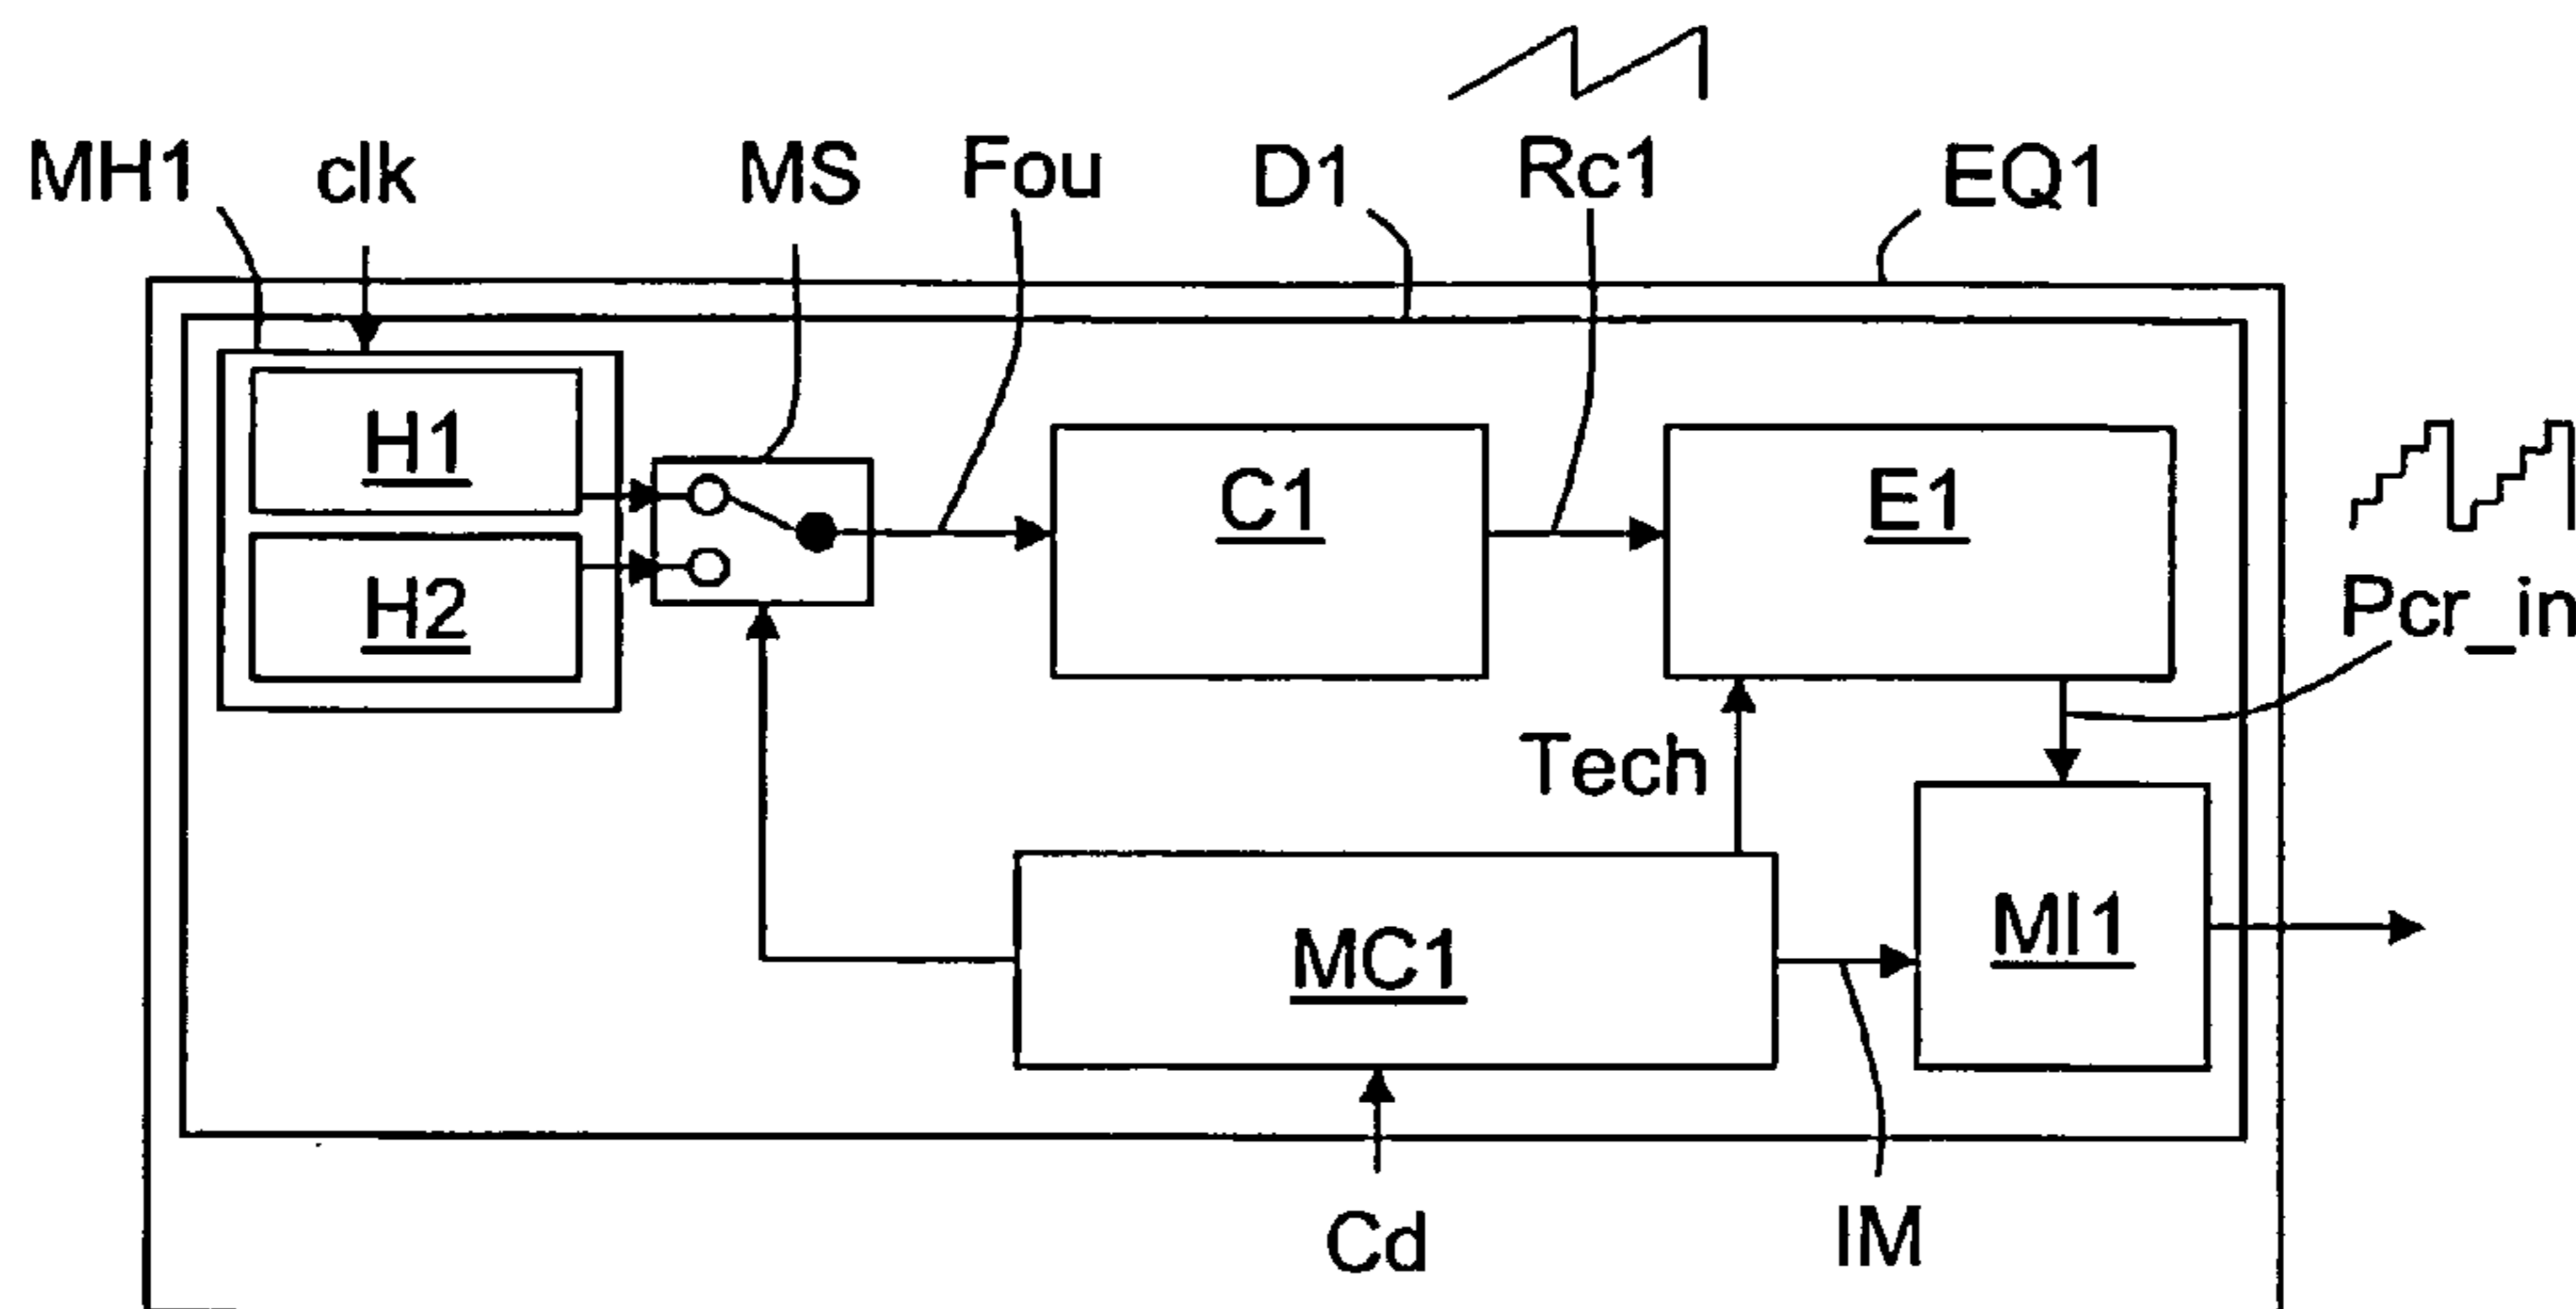 MH1 clk MS Fou D1 Rc1 EQ1
H1
C1 E1
H2 Pcr_in
Tech
MC1 MI1
Cd IM